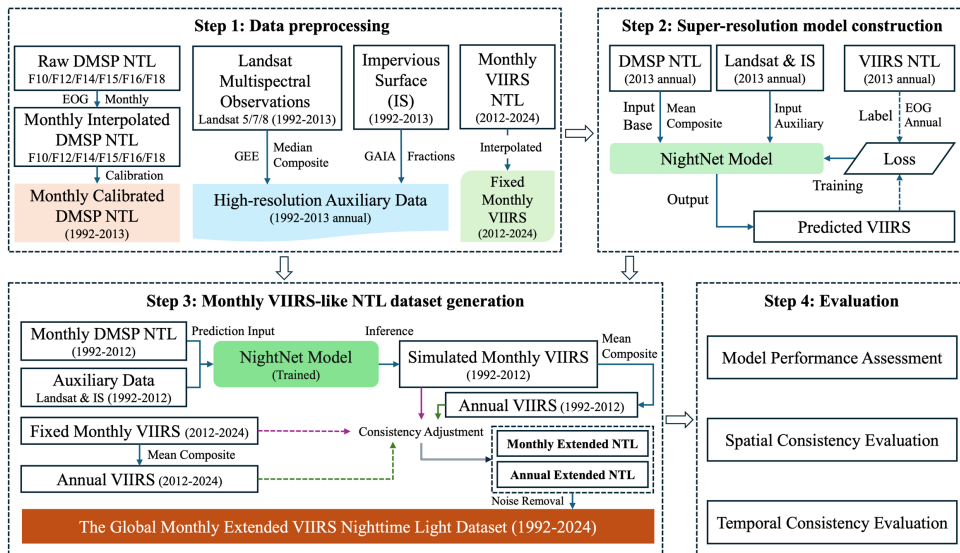 Step 1: Data preprocessing
Raw DMSP NTL
F10/F12/F14/F15/F16/F18
EOG
Monthly
Monthly Interpolated
DMSP NTL
F10/F12/F14/F15/F16/F18
Calibration
Monthly Calibrated
DMSP NTL
(1992-2013)
Landsat
Multispectral
Observations
Landsat 5/7/8 (1992-2013)
GEE
Median
Composite
Impervious
Surface
(IS)
(1992-2013)
GAIA
Fractions
High-resolution Auxiliary Data
(1992-2013 annual)
Monthly
VIIRS
NTL
(2012-2024)
Interpolated
Fixed
Monthly
VIIRS
(2012-2024)
Step 2: Super-resolution model construction
DMSP NTL
(2013 annual)
Landsat & IS
(2013 annual)
VIIRS NTL
(2013 annual)
Input
Base
Mean
Composite
Input
Auxiliary
Label
EOG
Annual
NightNet Model
Loss
Training
Output
Predicted VIIRS
Step 3: Monthly VIIRS-like NTL dataset generation
Monthly DMSP NTL
(1992-2012)
Prediction Input
Auxiliary Data
Landsat & IS (1992-2012)
NightNet Model
(Trained)
Inference
Simulated Monthly VIIRS
(1992-2012)
Mean
Composite
Annual VIIRS (1992-2012)
Fixed Monthly VIIRS (2012-2024)
Mean Composite
Annual VIIRS (2012-2024)
Consistency Adjustment
Monthly Extended NTL
Annual Extended NTL
Noise Removal
The Global Monthly Extended VIIRS Nighttime Light Dataset (1992-2024)
Step 4: Evaluation
Model Performance Assessment
Spatial Consistency Evaluation
Temporal Consistency Evaluation